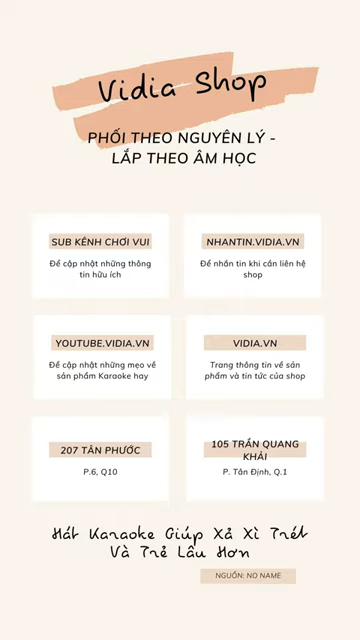 Vidia Shop
PHỐI THEO NGUYÊN LÝ -
LẮP THEO ÂM HỌC
SUB KÊNH CHƠI VUI
Để cập nhật những thông
tin hữu ích
NHANTIN.VIDIA.VN
Để nhắn tin khi cần liên hệ
shop
YOUTUBE.VIDIA.VN
Để cập nhật những mẹo về
sản phẩm Karaoke hay
VIDIA.VN
Trang thông tin về sản
phẩm và tin tức của shop
207 TÂN PHƯỚC
P.6, Q10
105 TRẦN QUANG
KHẢI
P. Tân Định, Q.1
Hát Karaoke Giúp Xả Xì Trét
Và Trẻ Lâu Hơn
NGUỒN: NO NAME